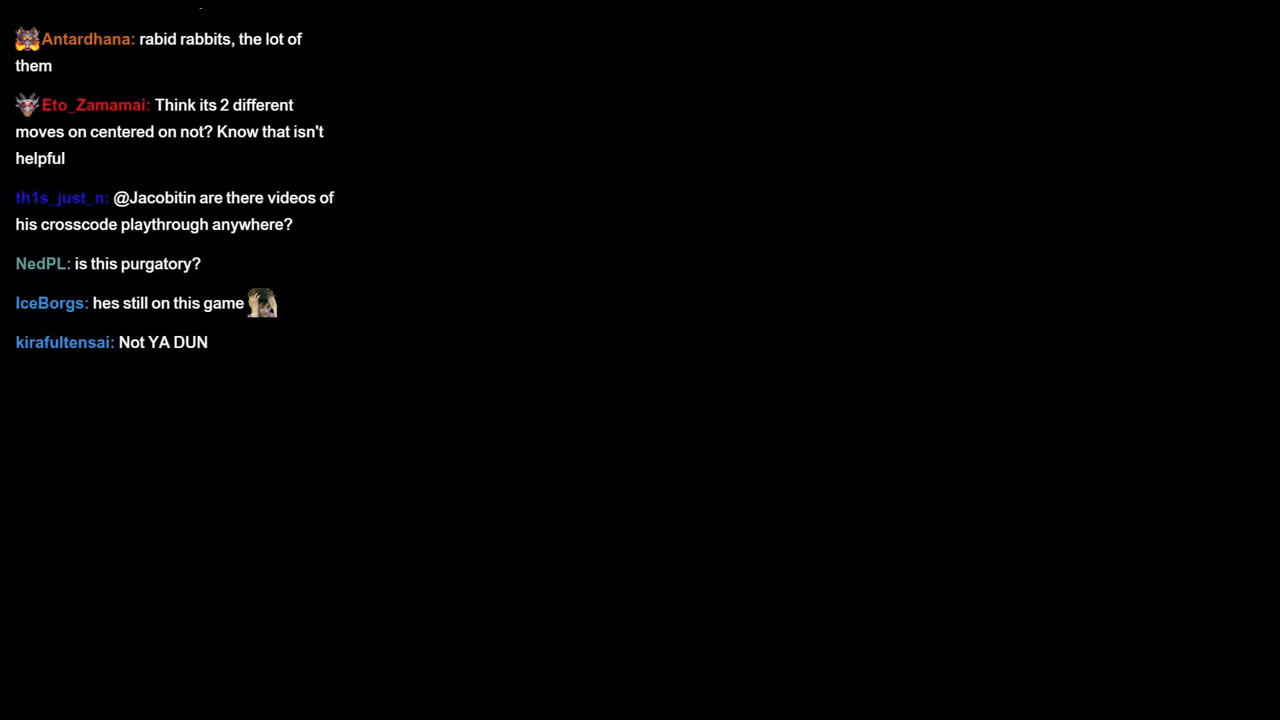 Antardhana: rabid rabbits, the lot of
them
Eto_Zamamai: Think its 2 different
moves on centered on not? Know that isn't
helpful
th1s_just_n: @Jacobitin are there videos of
his crosscode playthrough anywhere?
NedPL: is this purgatory?
IceBorgs: hes still on this game
kirafultensai: Not YA DUN